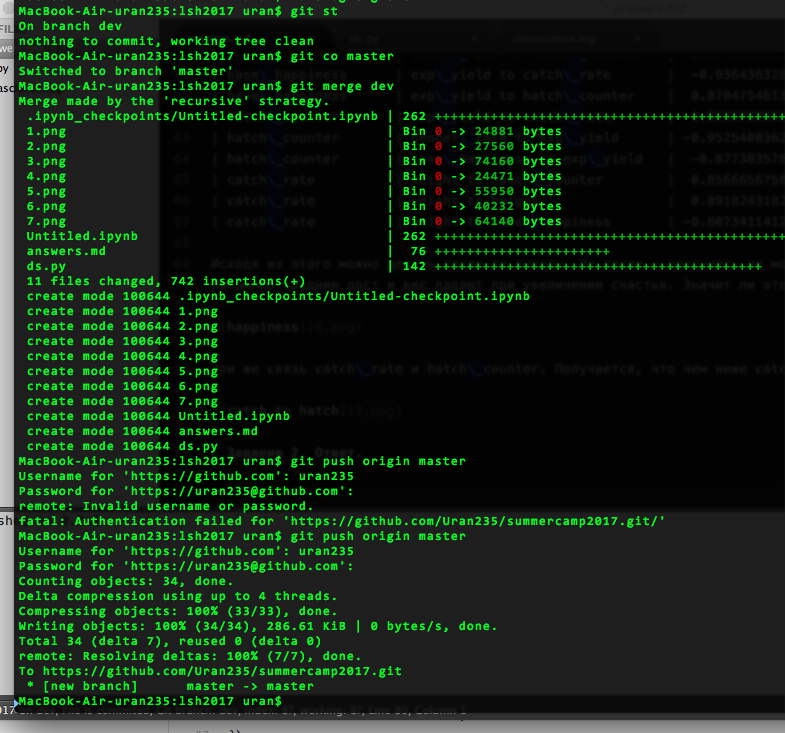 MacBook-Air-uran235:lsh2017 uran$ git st
On branch dev
nothing to commit, working tree clean
MacBook-Air-uran235:lsh2017 uran$ git co master
Switched to branch 'master'
MacBook-Air-uran235:lsh2017 uran$ git merge dev
Merge made by the 'recursive' strategy.
.ipynb_checkpoints/Untitled-checkpoint.ipynb | 262 ++++++++++++++++++++++++++++++++++++++++++++
1.png | Bin 0 -> 24881 bytes
2.png | Bin 0 -> 27560 bytes
3.png | Bin 0 -> 74160 bytes
4.png | Bin 0 -> 24471 bytes
5.png | Bin 0 -> 55950 bytes
6.png | Bin 0 -> 40232 bytes
7.png | Bin 0 -> 64140 bytes
Untitled.ipynb | 262 ++++++++++++++++++++++++++++++++++++++++++++
answers.md | 76 ++++++++++++++++++++++
ds.py | 142 +++++++++++++++++++++++++++++++++++++++++
11 files changed, 742 insertions(+)
create mode 100644 .ipynb_checkpoints/Untitled-checkpoint.ipynb
create mode 100644 1.png
create mode 100644 2.png
create mode 100644 3.png
create mode 100644 4.png
create mode 100644 5.png
create mode 100644 6.png
create mode 100644 7.png
create mode 100644 Untitled.ipynb
create mode 100644 answers.md
create mode 100644 ds.py
MacBook-Air-uran235:lsh2017 uran$ git push origin master
Username for 'https://github.com': uran235
Password for 'https://uran235@github.com':
remote: Invalid username or password.
fatal: Authentication failed for 'https://github.com/Uran235/summercamp2017.git/'
MacBook-Air-uran235:lsh2017 uran$ git push origin master
Username for 'https://github.com': uran235
Password for 'https://uran235@github.com':
Counting objects: 34, done.
Delta compression using up to 4 threads.
Compressing objects: 100% (33/33), done.
Writing objects: 100% (34/34), 286.61 KiB | 0 bytes/s, done.
Total 34 (delta 7), reused 0 (delta 0)
remote: Resolving deltas: 100% (7/7), done.
To https://github.com/Uran235/summercamp2017.git
* [new branch] master -> master
MacBook-Air-uran235:lsh2017 uran$